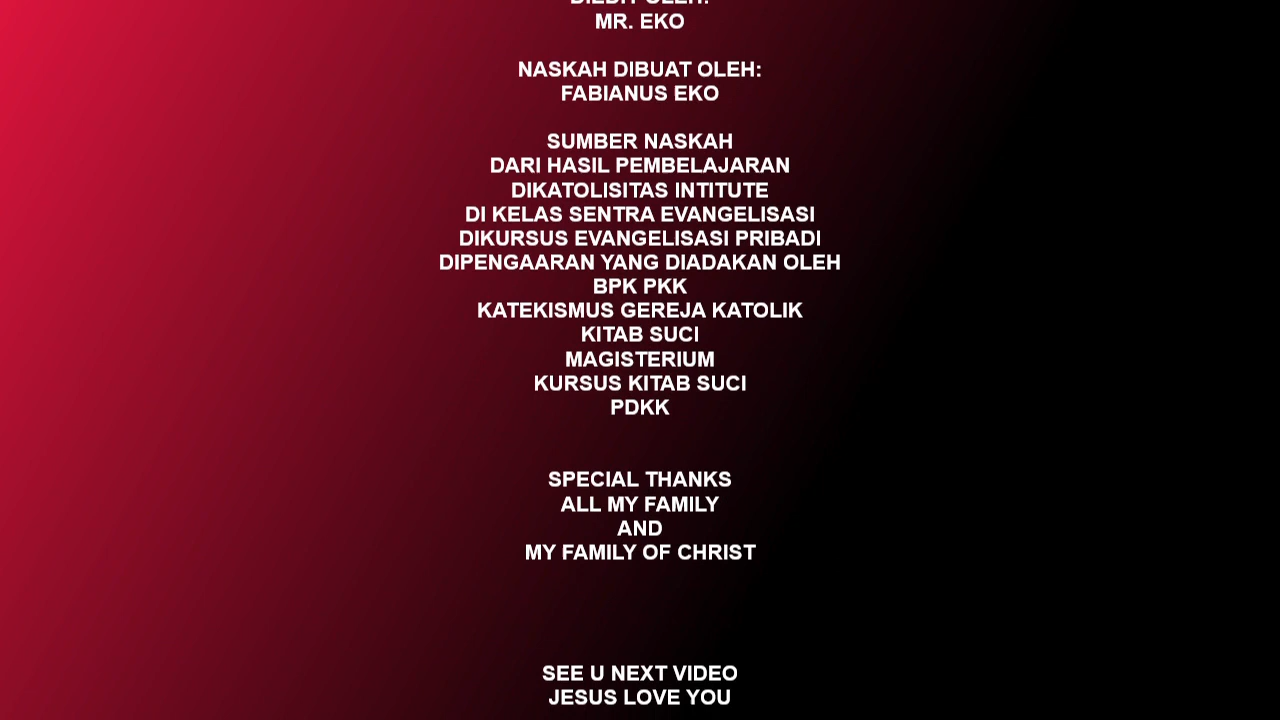 DIEDIT OLEH:
MR. EKO
NASKAH DIBUAT OLEH:
FABIANUS EKO
SUMBER NASKAH
DARI HASIL PEMBELAJARAN
DIKATOLISITAS INTITUTE
DI KELAS SENTRA EVANGELISASI
DIKURSUS EVANGELISASI PRIBADI
DIPENGAARAN YANG DIADAKAN OLEH
BPK PKK
KATEKISMUS GEREJA KATOLIK
KITAB SUCI
MAGISTERIUM
KURSUS KITAB SUCI
PDKK
SPECIAL THANKS
ALL MY FAMILY
AND
MY FAMILY OF CHRIST
SEE U NEXT VIDEO
JESUS LOVE YOU